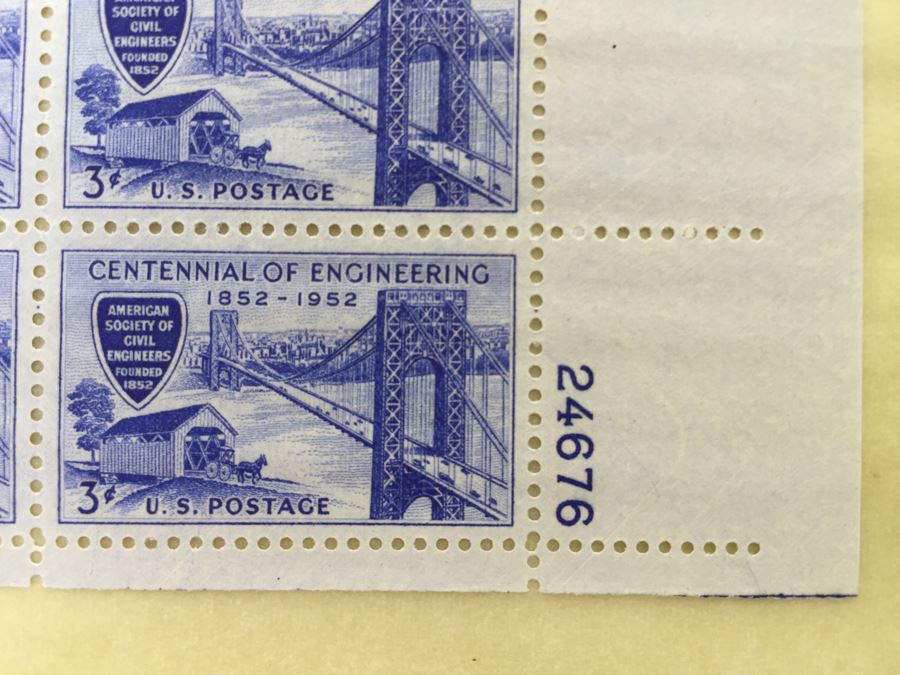 AMERICAN
SOCIETY OF
CIVIL
ENGINEERS
FOUNDED
1852
3¢ U.S. POSTAGE
CENTENNIAL OF ENGINEERING
1852-1952
AMERICAN
SOCIETY OF
CIVIL
ENGINEERS
FOUNDED
1852
3¢ U.S. POSTAGE
24676